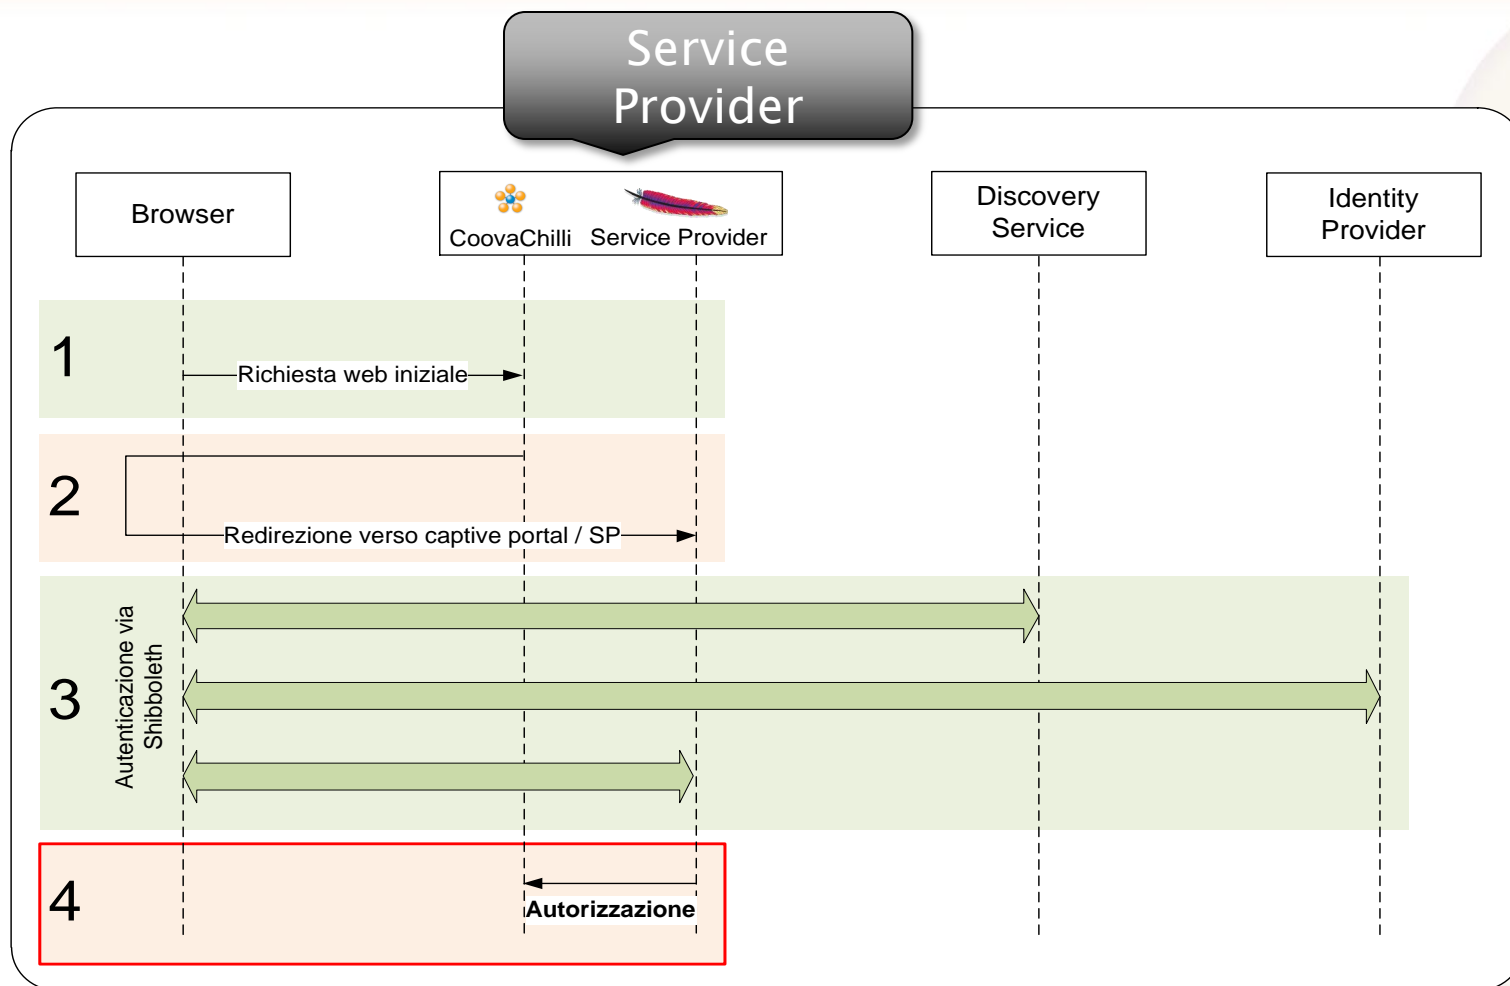 Service
Provider
Browser
CoovaChilli
Service Provider
Discovery
Service
Identity
Provider
1
Richiesta web iniziale
2
Redirezione verso captive portal / SP
3
Autenticazione via
Shibboleth
4
Autorizzazione